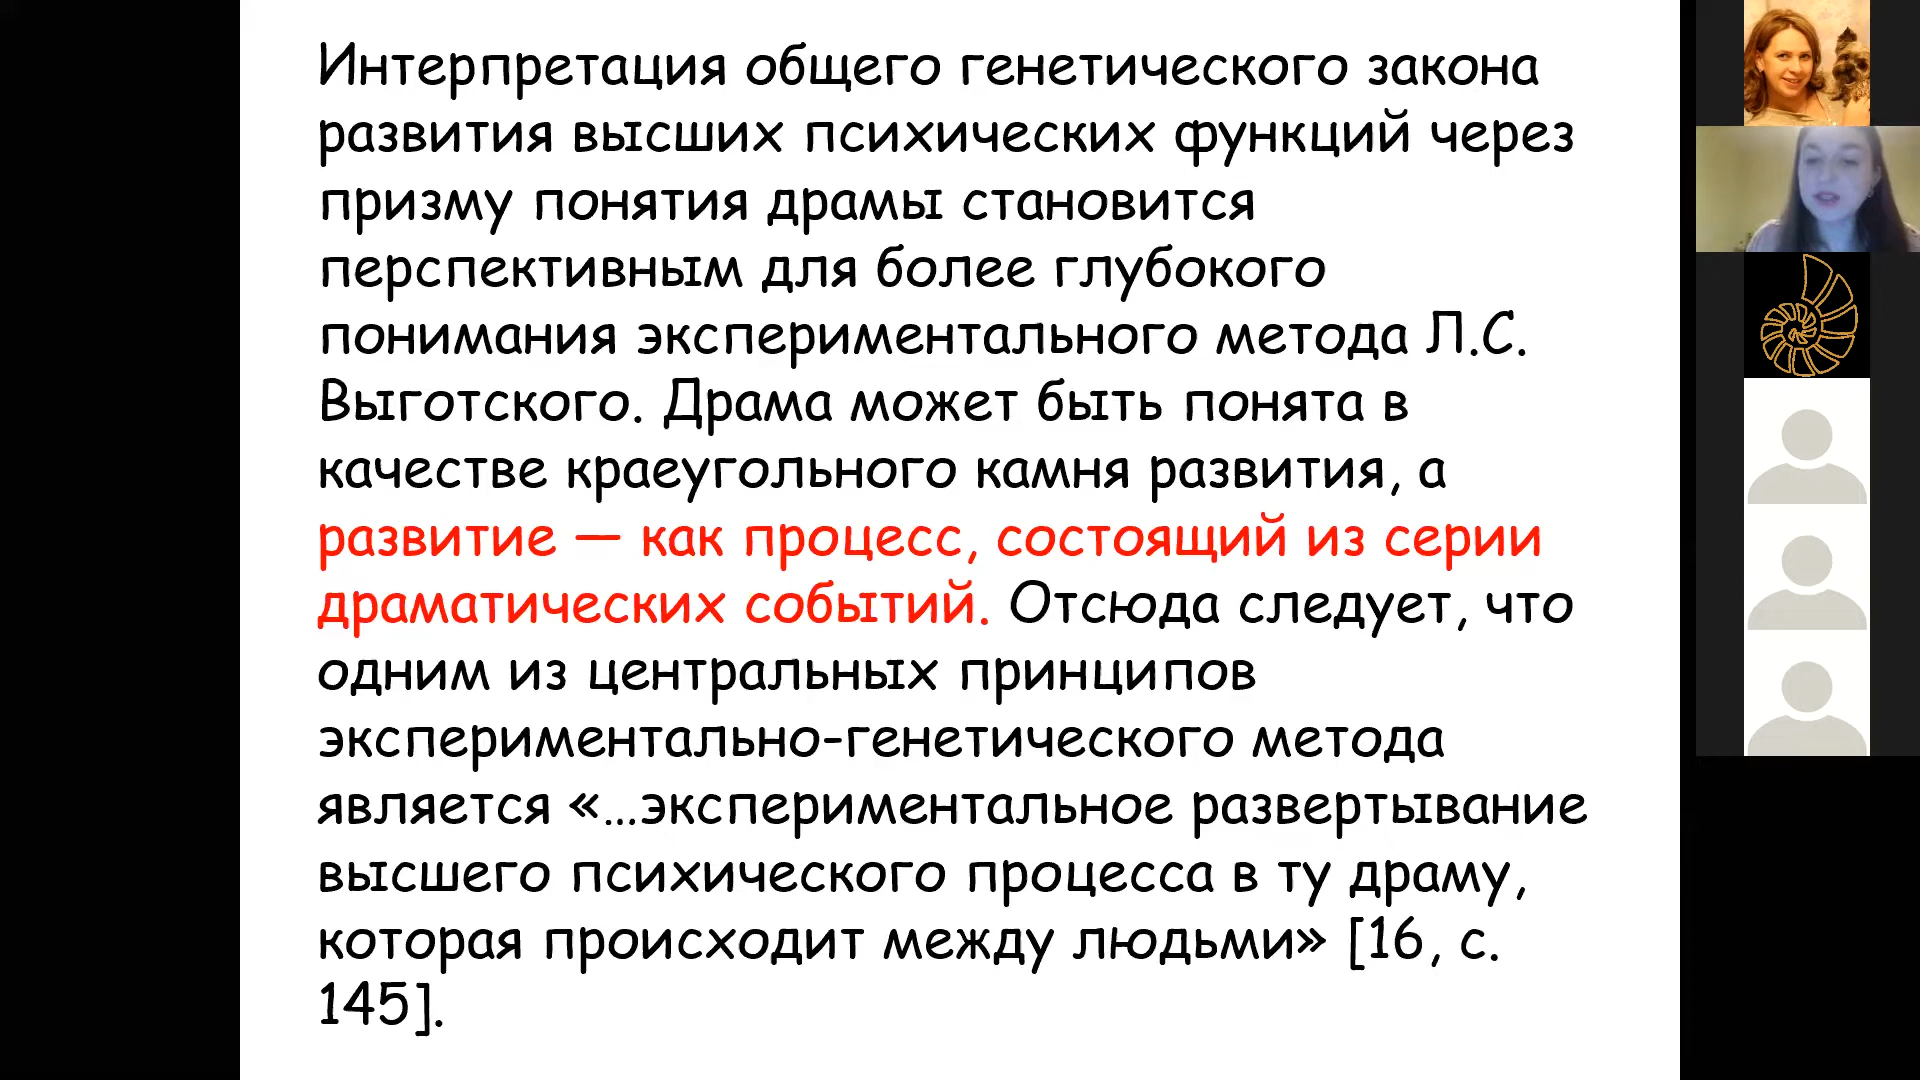 Интерпретация общего генетического закона
развития высших психических функций через
призму понятия драмы становится
перспективным для более глубокого
понимания экспериментального метода Л.С.
Выготского. Драма может быть понята в
качестве краеугольного камня развития, а
развитие — как процесс, состоящий из серии
драматических событий. Отсюда следует, что
одним из центральных принципов
экспериментально-генетического метода
является «…экспериментальное развертывание
высшего психического процесса в ту драму,
которая происходит между людьми» [16, с.
145].